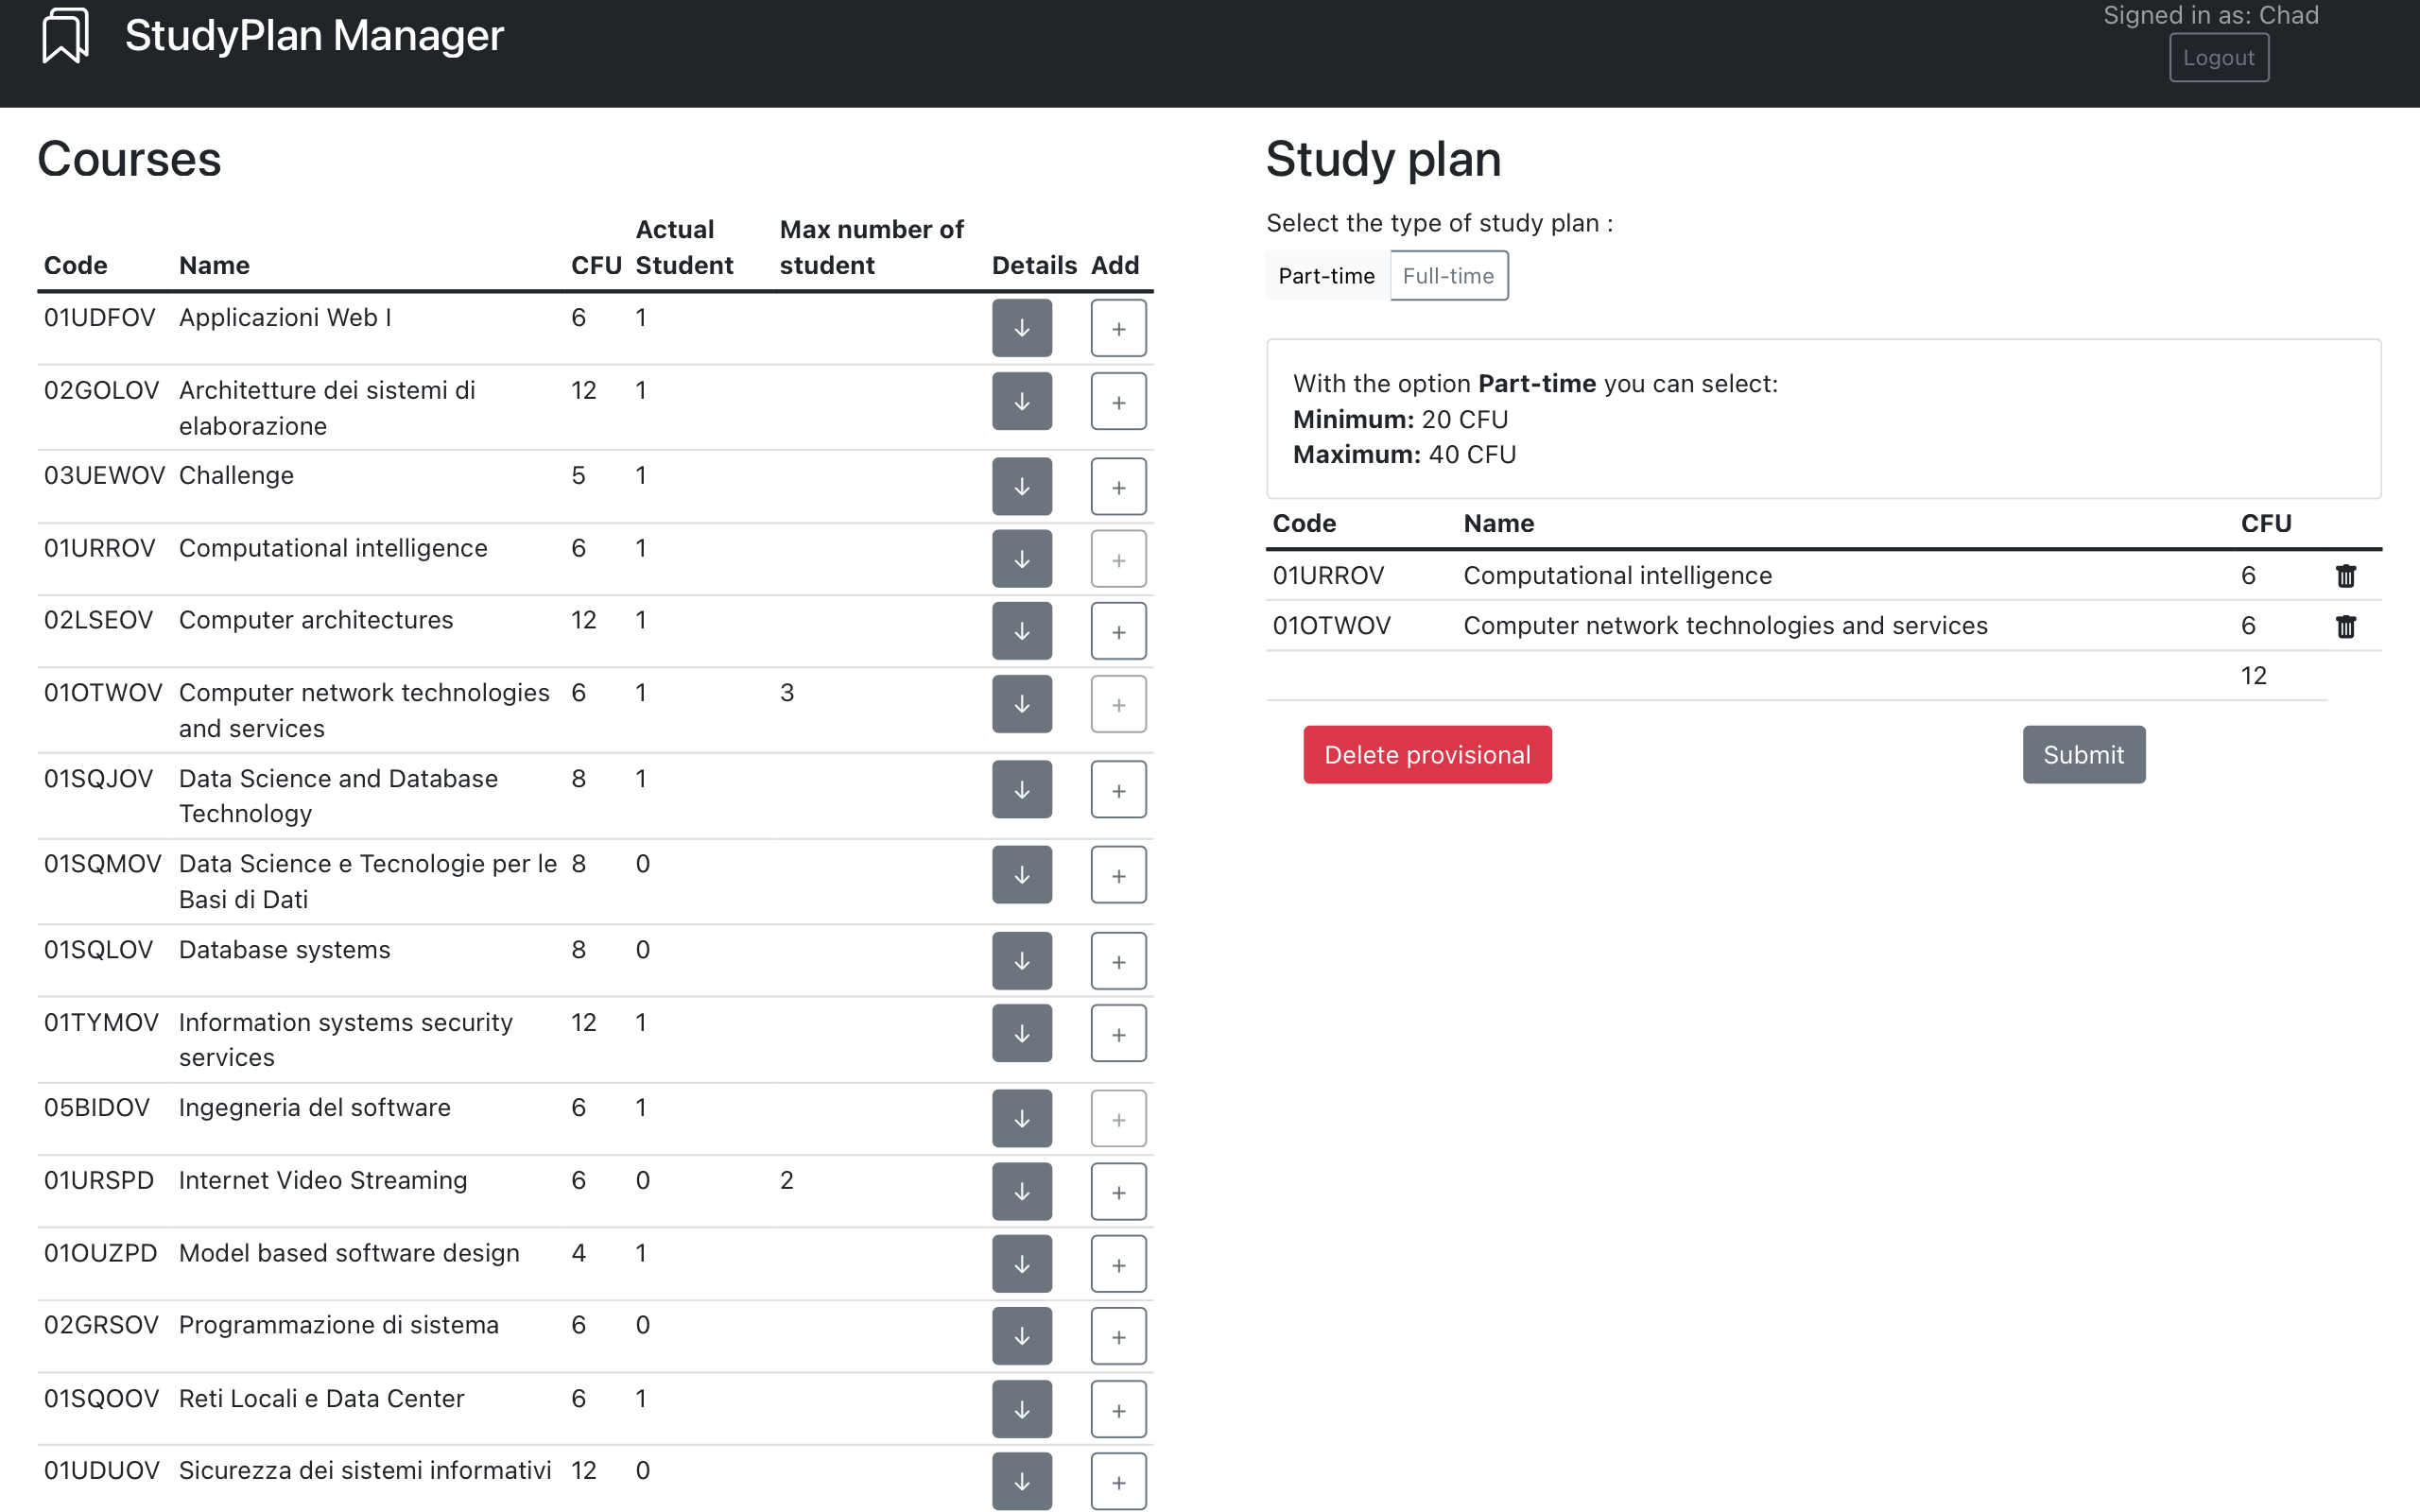 StudyPlan Manager
Signed in as: Chad
Logout
Courses
Code Name CFU Actual Student Max number of student Details Add
01UDFOV Applicazioni Web I 6 1 +
02GOLOV Architetture dei sistemi di elaborazione 12 1 +
03UEWOV Challenge 5 1 +
01URROV Computational intelligence 6 1 +
02LSEOV Computer architectures 12 1 +
01OTWOV Computer network technologies and services 6 1 3 +
01SQJOV Data Science and Database Technology 8 1 +
01SQMOV Data Science e Tecnologie per le Basi di Dati 8 0 +
01SQLOV Database systems 8 0 +
01TYMOV Information systems security services 12 1 +
05BIDOV Ingegneria del software 6 1 +
01URSPD Internet Video Streaming 6 0 2 +
01OUZPD Model based software design 4 1 +
02GRSOV Programmazione di sistema 6 0 +
01SQOOV Reti Locali e Data Center 6 1 +
01UDUOV Sicurezza dei sistemi informativi 12 0 +
Study plan
Select the type of study plan :
Part-time Full-time
With the option Part-time you can select:
Minimum: 20 CFU
Maximum: 40 CFU
Code Name CFU
01URROV Computational intelligence 6
01OTWOV Computer network technologies and services 6
12
Delete provisional Submit